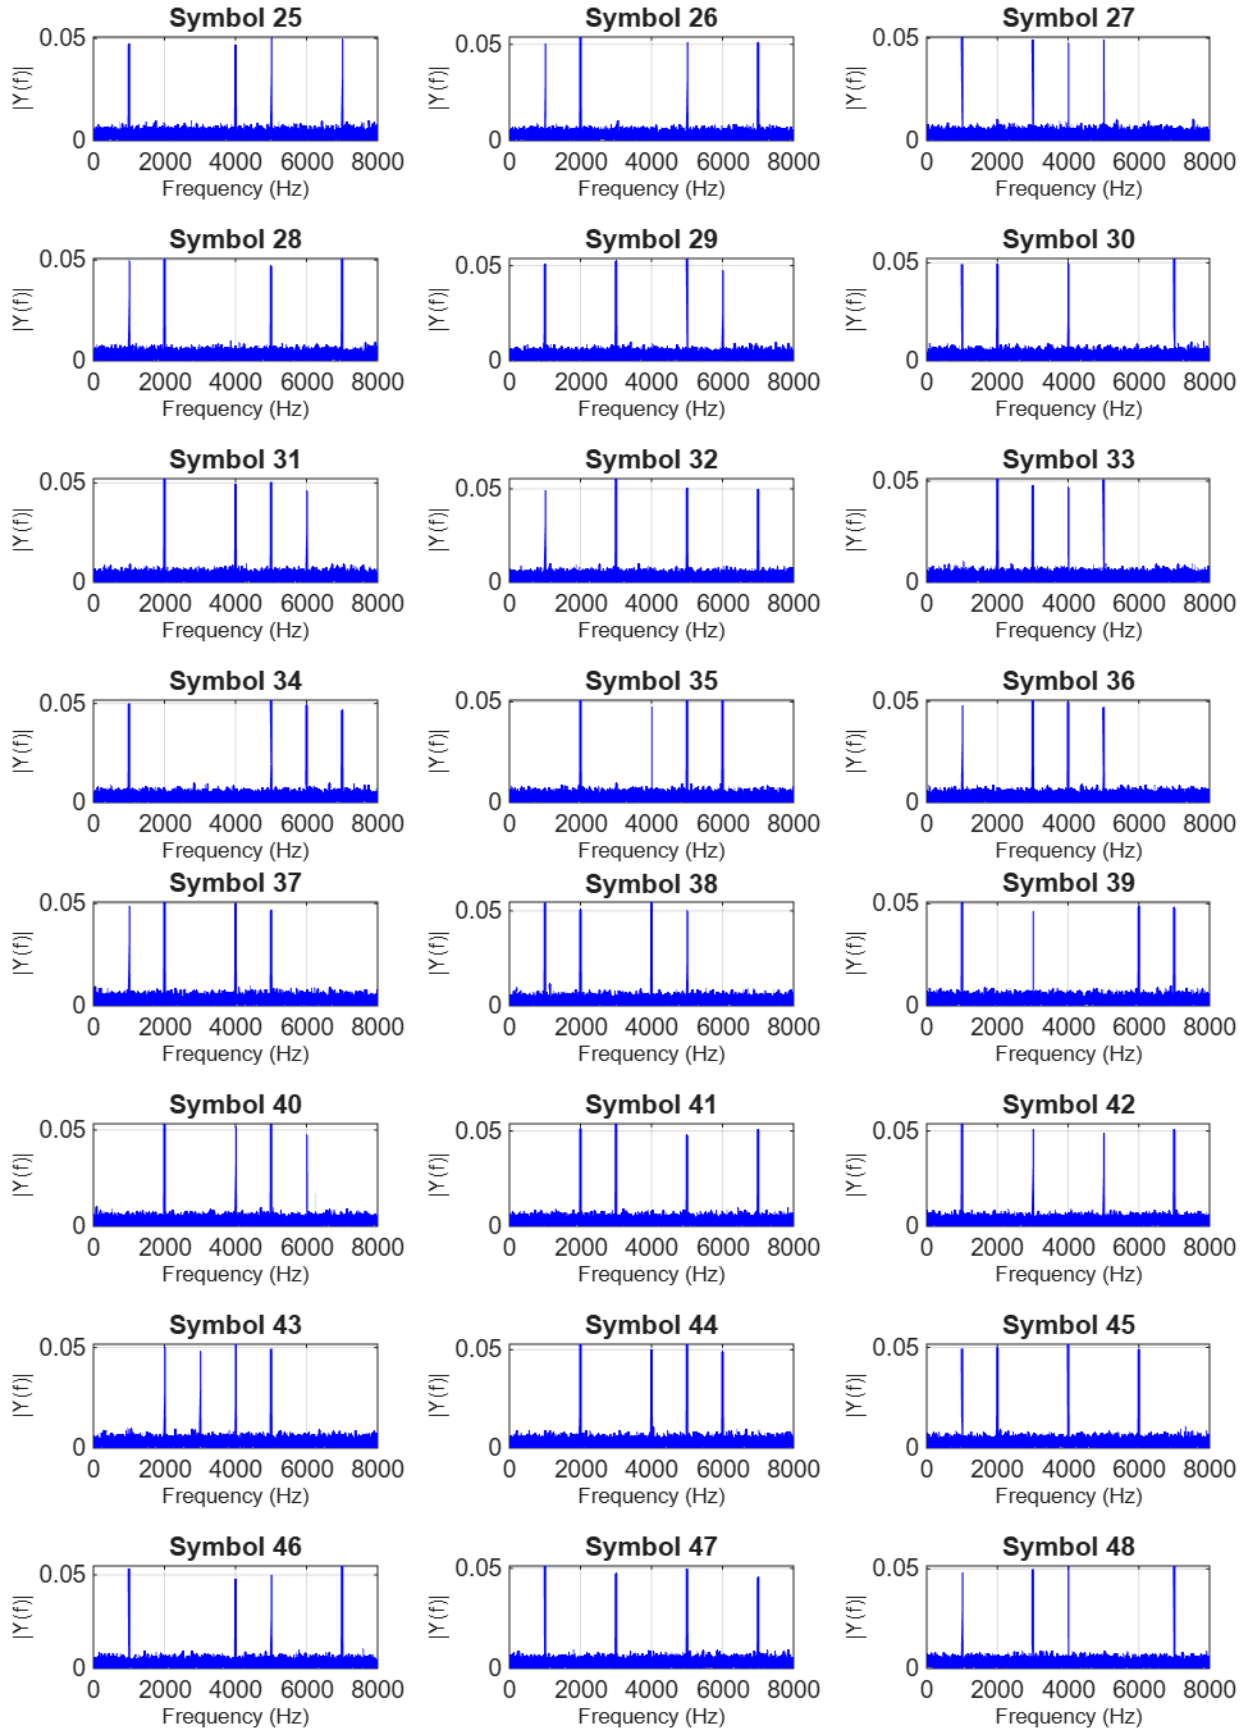 Symbol 25 Symbol 26 Symbol 27
0.05 0.05 0.05
|Y(f)| |Y(f)| |Y(f)|
0 0 0
0 2000 4000 6000 8000 0 2000 4000 6000 8000 0 2000 4000 6000 8000
Frequency (Hz) Frequency (Hz) Frequency (Hz)
Symbol 28 Symbol 29 Symbol 30
0.05 0.05 0.05
|Y(f)| |Y(f)| |Y(f)|
0 0 0
0 2000 4000 6000 8000 0 2000 4000 6000 8000 0 2000 4000 6000 8000
Frequency (Hz) Frequency (Hz) Frequency (Hz)
Symbol 31 Symbol 32 Symbol 33
0.05 0.05 0.05
|Y(f)| |Y(f)| |Y(f)|
0 0 0
0 2000 4000 6000 8000 0 2000 4000 6000 8000 0 2000 4000 6000 8000
Frequency (Hz) Frequency (Hz) Frequency (Hz)
Symbol 34 Symbol 35 Symbol 36
0.05 0.05 0.05
|Y(f)| |Y(f)| |Y(f)|
0 0 0
0 2000 4000 6000 8000 0 2000 4000 6000 8000 0 2000 4000 6000 8000
Frequency (Hz) Frequency (Hz) Frequency (Hz)
Symbol 37 Symbol 38 Symbol 39
0.05 0.05 0.05
|Y(f)| |Y(f)| |Y(f)|
0 0 0
0 2000 4000 6000 8000 0 2000 4000 6000 8000 0 2000 4000 6000 8000
Frequency (Hz) Frequency (Hz) Frequency (Hz)
Symbol 40 Symbol 41 Symbol 42
0.05 0.05 0.05
|Y(f)| |Y(f)| |Y(f)|
0 0 0
0 2000 4000 6000 8000 0 2000 4000 6000 8000 0 2000 4000 6000 8000
Frequency (Hz) Frequency (Hz) Frequency (Hz)
Symbol 43 Symbol 44 Symbol 45
0.05 0.05 0.05
|Y(f)| |Y(f)| |Y(f)|
0 0 0
0 2000 4000 6000 8000 0 2000 4000 6000 8000 0 2000 4000 6000 8000
Frequency (Hz) Frequency (Hz) Frequency (Hz)
Symbol 46 Symbol 47 Symbol 48
0.05 0.05 0.05
|Y(f)| |Y(f)| |Y(f)|
0 0 0
0 2000 4000 6000 8000 0 2000 4000 6000 8000 0 2000 4000 6000 8000
Frequency (Hz) Frequency (Hz) Frequency (Hz)